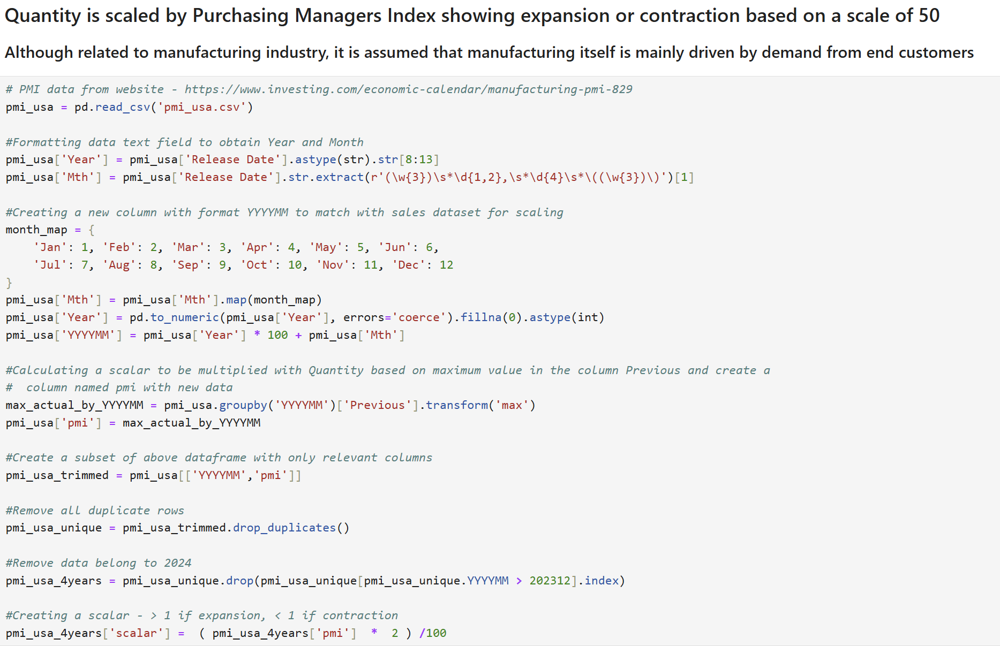 Quantity is scaled by Purchasing Managers Index showing expansion or contraction based on a scale of 50
Although related to manufacturing industry, it is assumed that manufacturing itself is mainly driven by demand from end customers
# PMI data from website - https://www.investing.com/economic-calendar/manufacturing-pmi-829
pmi_usa = pd.read_csv('pmi_usa.csv')
#Formatting data text field to obtain Year and Month
pmi_usa['Year'] = pmi_usa['Release Date'].astype(str).str[8:13]
pmi_usa['Mth'] = pmi_usa['Release Date'].str.extract(r'(\w{3})\s*\d{1,2},\s*\d{4}\s*\((\w{3})\)')[1]
#Creating a new column with format YYYYMM to match with sales dataset for scaling
month_map = {
    'Jan': 1, 'Feb': 2, 'Mar': 3, 'Apr': 4, 'May': 5, 'Jun': 6,
    'Jul': 7, 'Aug': 8, 'Sep': 9, 'Oct': 10, 'Nov': 11, 'Dec': 12
}
pmi_usa['Mth'] = pmi_usa['Mth'].map(month_map)
pmi_usa['Year'] = pd.to_numeric(pmi_usa['Year'], errors='coerce').fillna(0).astype(int)
pmi_usa['YYYYMM'] = pmi_usa['Year'] * 100 + pmi_usa['Mth']
#Calculating a scalar to be multiplied with Quantity based on maximum value in the column Previous and create a
#  column named pmi with new data
max_actual_by_YYYYMM = pmi_usa.groupby('YYYYMM')['Previous'].transform('max')
pmi_usa['pmi'] = max_actual_by_YYYYMM
#Create a subset of above dataframe with only relevant columns
pmi_usa_trimmed = pmi_usa[['YYYYMM','pmi']]
#Remove all duplicate rows
pmi_usa_unique = pmi_usa_trimmed.drop_duplicates()
#Remove data belong to 2024
pmi_usa_4years = pmi_usa_unique.drop(pmi_usa_unique[pmi_usa_unique.YYYYMM > 202312].index)
#Creating a scalar - > 1 if expansion, < 1 if contraction
pmi_usa_4years['scalar'] =  ( pmi_usa_4years['pmi']  *  2 ) /100